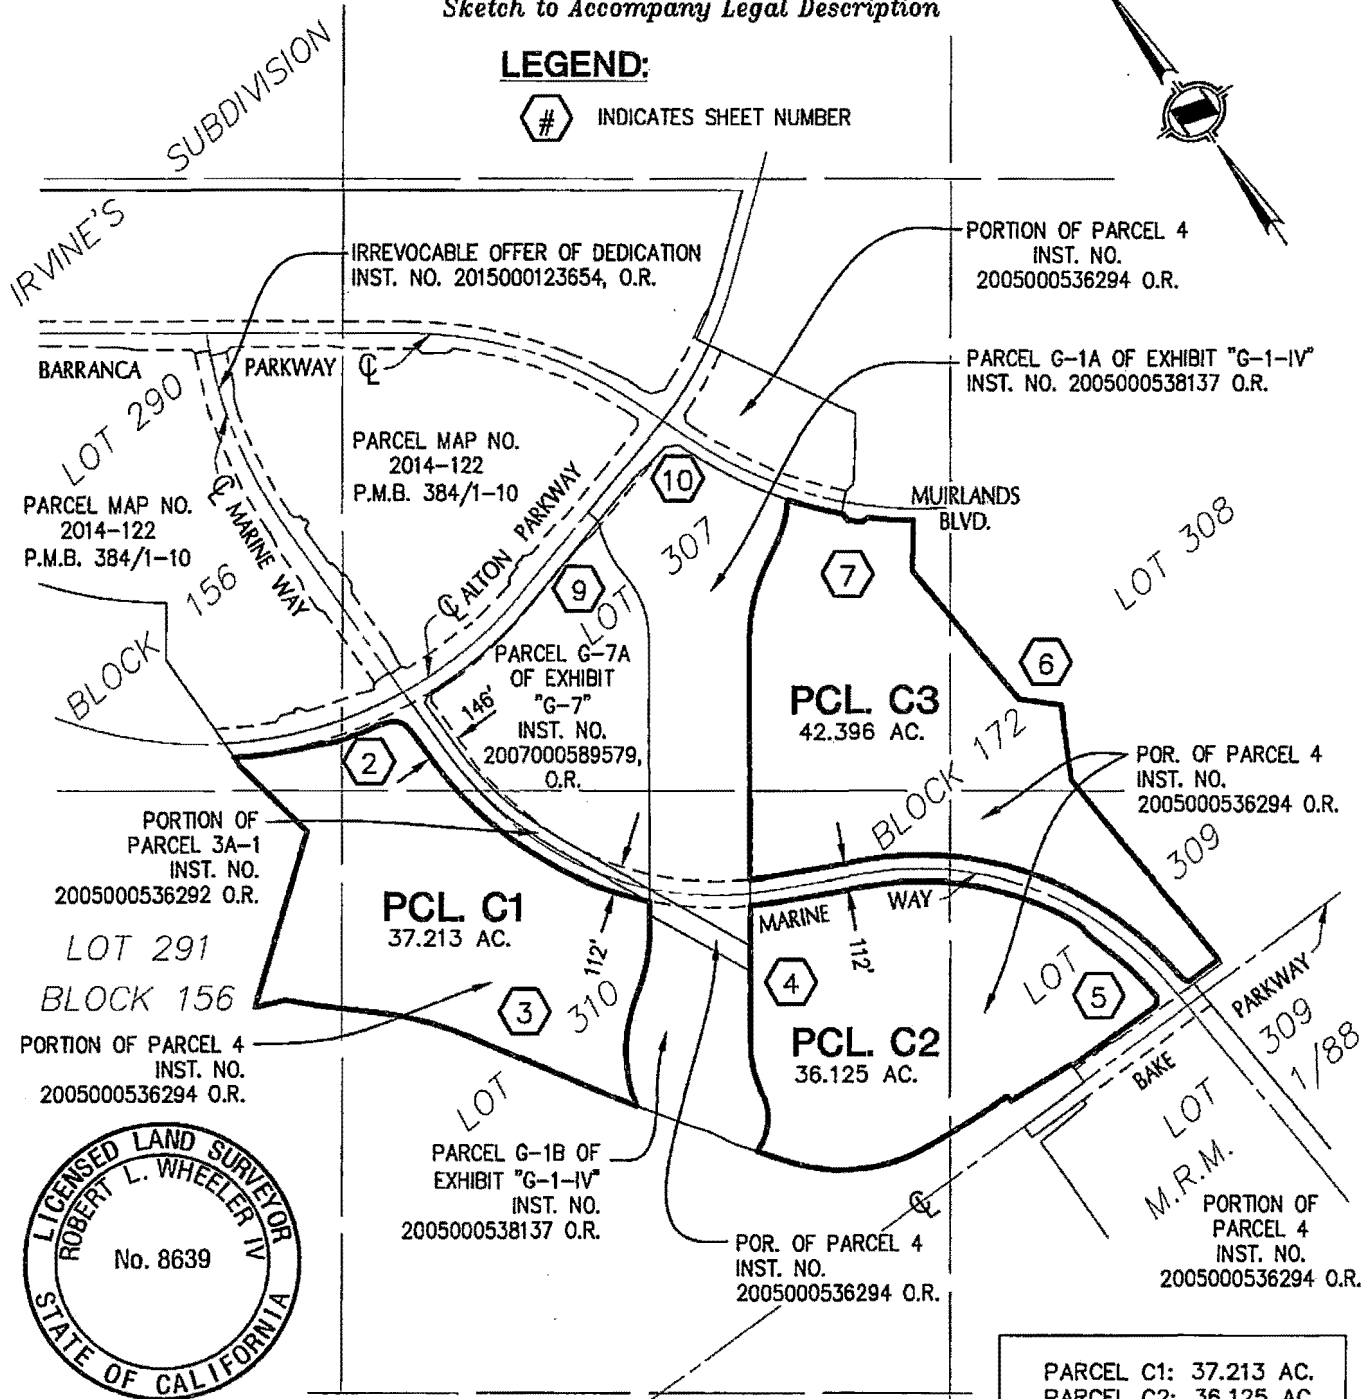 Sketch to Accompany Legal Description
LEGEND:
# INDICATES SHEET NUMBER
SUBDIVISION
IRVINE'S
IRREVOCABLE OFFER OF DEDICATION
INST. NO. 2015000123654, O.R.
PORTION OF PARCEL 4
INST. NO.
2005000536294 O.R.
BARRANCA PARKWAY ℄
PARCEL G-1A OF EXHIBIT "G-1-IV"
INST. NO. 2005000538137 O.R.
LOT 290
PARCEL MAP NO.
2014-122
P.M.B. 384/1-10
PARCEL MAP NO.
2014-122
P.M.B. 384/1-10
℄ MARINE WAY
℄ ALTON PARKWAY
10
MUIRLANDS
BLVD.
LOT 307
LOT 308
BLOCK 156
9
7
6
PARCEL G-7A
OF EXHIBIT
"G-7"
INST. NO.
2007000589579,
O.R.
146'
2
PCL. C3
42.396 AC.
BLOCK 172
POR. OF PARCEL 4
INST. NO.
2005000536294 O.R.
PORTION OF
PARCEL 3A-1
INST. NO.
2005000536292 O.R.
309
PCL. C1
37.213 AC.
MARINE WAY
112'
112'
LOT 291
BLOCK 156
3
4
5
LOT 310
LOT 309
PORTION OF PARCEL 4
INST. NO.
2005000536294 O.R.
PCL. C2
36.125 AC.
BAKE PARKWAY
LOT
1/88
M.R.M.
℄
PARCEL G-1B OF
EXHIBIT "G-1-IV"
INST. NO.
2005000538137 O.R.
POR. OF PARCEL 4
INST. NO.
2005000536294 O.R.
PORTION OF
PARCEL 4
INST. NO.
2005000536294 O.R.
LICENSED LAND SURVEYOR
ROBERT L. WHEELER IV
No. 8639
STATE OF CALIFORNIA
PARCEL C1: 37.213 AC.
PARCEL C2: 36.125 AC.